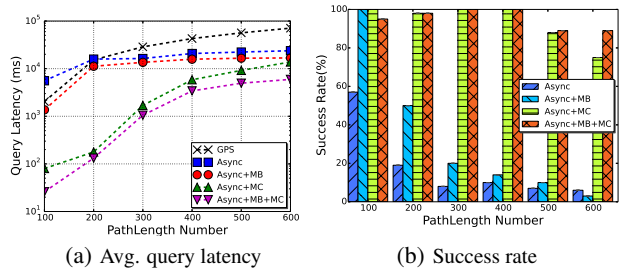 10^5
10^4
10^3
10^2
10^1
Query Latency (ms)
GPS
Async
Async+MB
Async+MC
Async+MB+MC
100 200 300 400 500 600
PathLength Number
(a) Avg. query latency
100
80
60
40
20
0
Success Rate(%)
Async
Async+MB
Async+MC
Async+MB+MC
100 200 300 400 500 600
PathLength Number
(b) Success rate